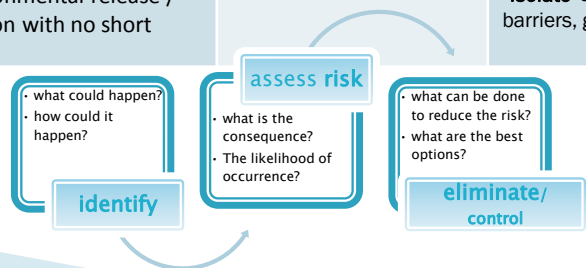 environmental release /
on with no short
"isolate"
barriers, g
• what could happen?
• how could it
happen?
identify
assess risk
• what is the
consequence?
• The likelihood of
occurrence?
• what can be done
to reduce the risk?
• what are the best
options?
eliminate/
control